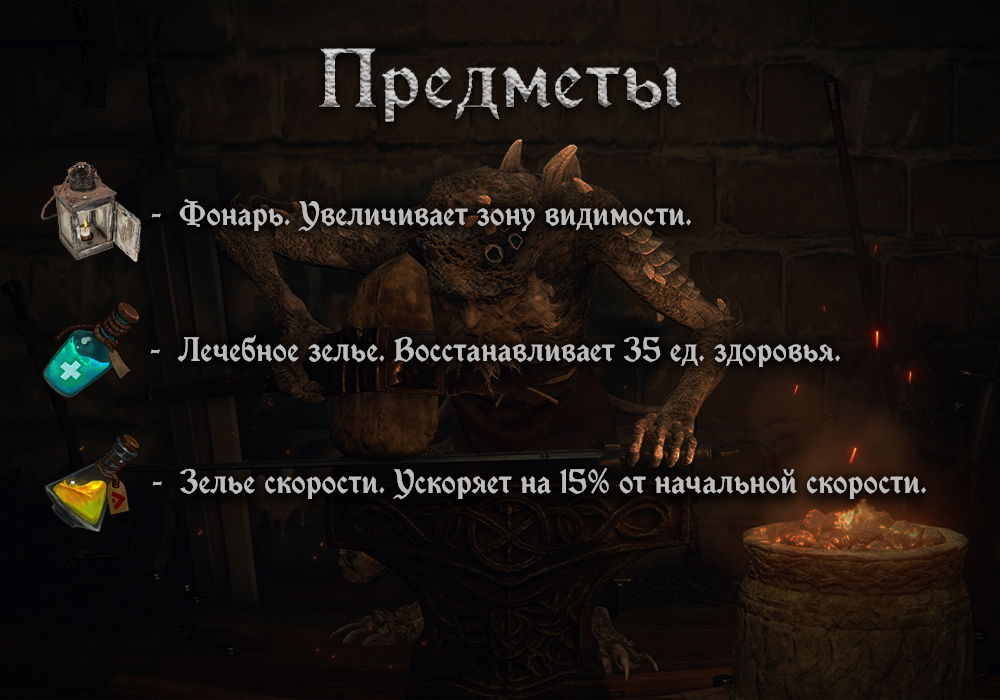 Предметы
- Фонарь. Увеличивает зону видимости.
- Лечебное зелье. Восстанавливает 35 ед. здоровья.
- Зелье скорости. Ускоряет на 15% от начальной скорости.